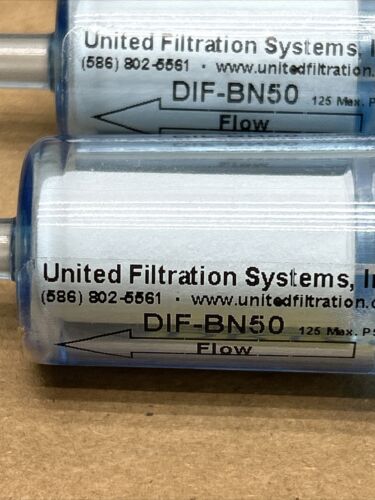 United Filtration Systems, I
(586) 802-5561 · www.unitedfiltration.
DIF-BN50 125 Max. P
Flow
United Filtration Systems, In
(586) 802-5561 · www.unitedfiltration.c
DIF-BN50 125 Max. PS
Flow